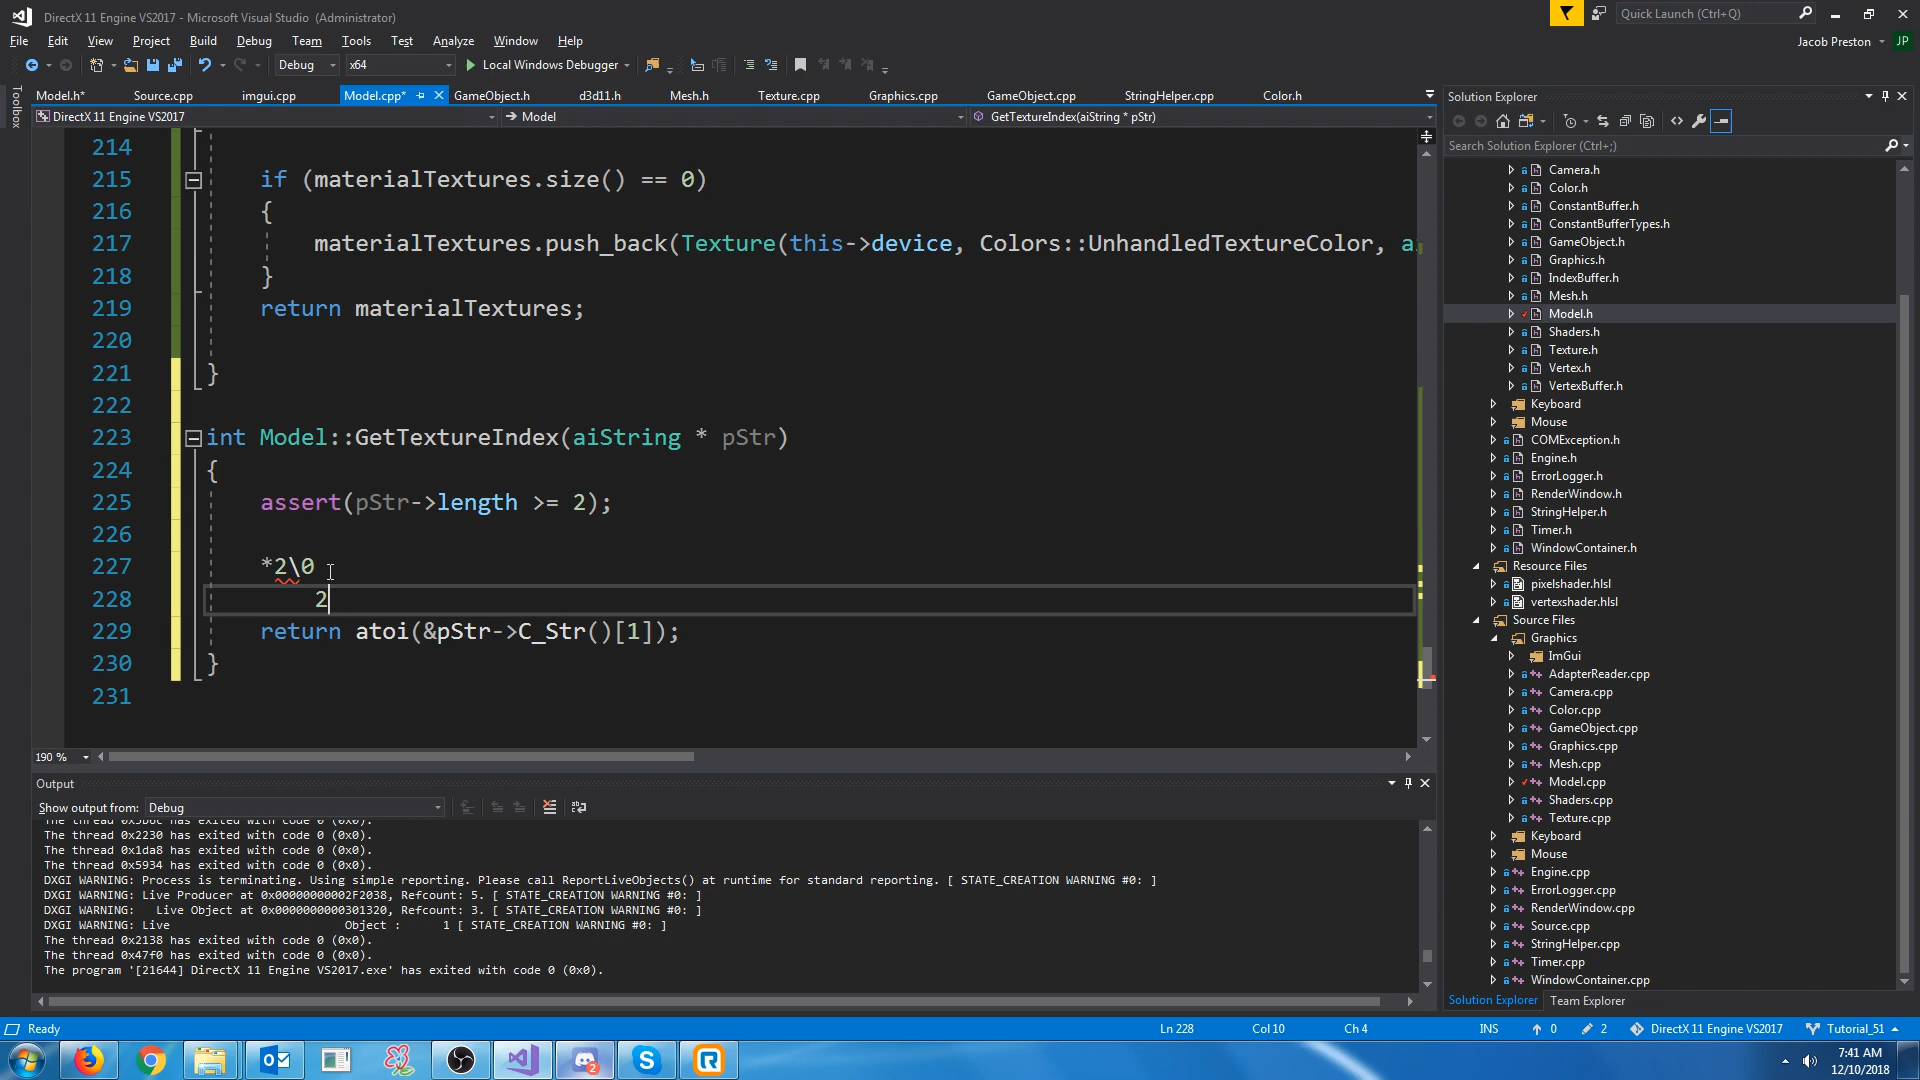 DirectX 11 Engine VS2017 - Microsoft Visual Studio (Administrator)
Quick Launch (Ctrl+Q)
File Edit View Project Build Debug Team Tools Test Analyze Window Help
Jacob Preston JP
Debug x64 Local Windows Debugger
Toolbox
Model.h* Source.cpp imgui.cpp Model.cpp* GameObject.h d3d11.h Mesh.h Texture.cpp Graphics.cpp GameObject.cpp StringHelper.cpp Color.h
DirectX 11 Engine VS2017 Model GetTextureIndex(aiString * pStr)
214
215 if (materialTextures.size() == 0)
216 {
217 materialTextures.push_back(Texture(this->device, Colors::UnhandledTextureColor, a
218 }
219 return materialTextures;
220
221 }
222
223 int Model::GetTextureIndex(aiString * pStr)
224 {
225 assert(pStr->length >= 2);
226
227 *2\0
228 2
229 return atoi(&pStr->C_Str()[1]);
230 }
231
190 %
Output
Show output from: Debug
The thread 0x5b6c has exited with code 0 (0x0).
The thread 0x2230 has exited with code 0 (0x0).
The thread 0x1da8 has exited with code 0 (0x0).
The thread 0x5934 has exited with code 0 (0x0).
DXGI WARNING: Process is terminating. Using simple reporting. Please call ReportLiveObjects() at runtime for standard reporting. [ STATE_CREATION WARNING #0: ]
DXGI WARNING: Live Producer at 0x00000000002F2038, Refcount: 5. [ STATE_CREATION WARNING #0: ]
DXGI WARNING: Live Object at 0x0000000000301320, Refcount: 3. [ STATE_CREATION WARNING #0: ]
DXGI WARNING: Live Object : 1 [ STATE_CREATION WARNING #0: ]
The thread 0x2138 has exited with code 0 (0x0).
The thread 0x47f0 has exited with code 0 (0x0).
The program '[21644] DirectX 11 Engine VS2017.exe' has exited with code 0 (0x0).
Solution Explorer
Search Solution Explorer (Ctrl+;)
Camera.h
Color.h
ConstantBuffer.h
ConstantBufferTypes.h
GameObject.h
Graphics.h
IndexBuffer.h
Mesh.h
Model.h
Shaders.h
Texture.h
Vertex.h
VertexBuffer.h
Keyboard
Mouse
COMException.h
Engine.h
ErrorLogger.h
RenderWindow.h
StringHelper.h
Timer.h
WindowContainer.h
Resource Files
pixelshader.hlsl
vertexshader.hlsl
Source Files
Graphics
ImGui
AdapterReader.cpp
Camera.cpp
Color.cpp
GameObject.cpp
Graphics.cpp
Mesh.cpp
Model.cpp
Shaders.cpp
Texture.cpp
Keyboard
Mouse
Engine.cpp
ErrorLogger.cpp
RenderWindow.cpp
Source.cpp
StringHelper.cpp
Timer.cpp
WindowContainer.cpp
Solution Explorer Team Explorer
Ready Ln 228 Col 10 Ch 4 INS 0 2 DirectX 11 Engine VS2017 Tutorial_51
7:41 AM
12/10/2018